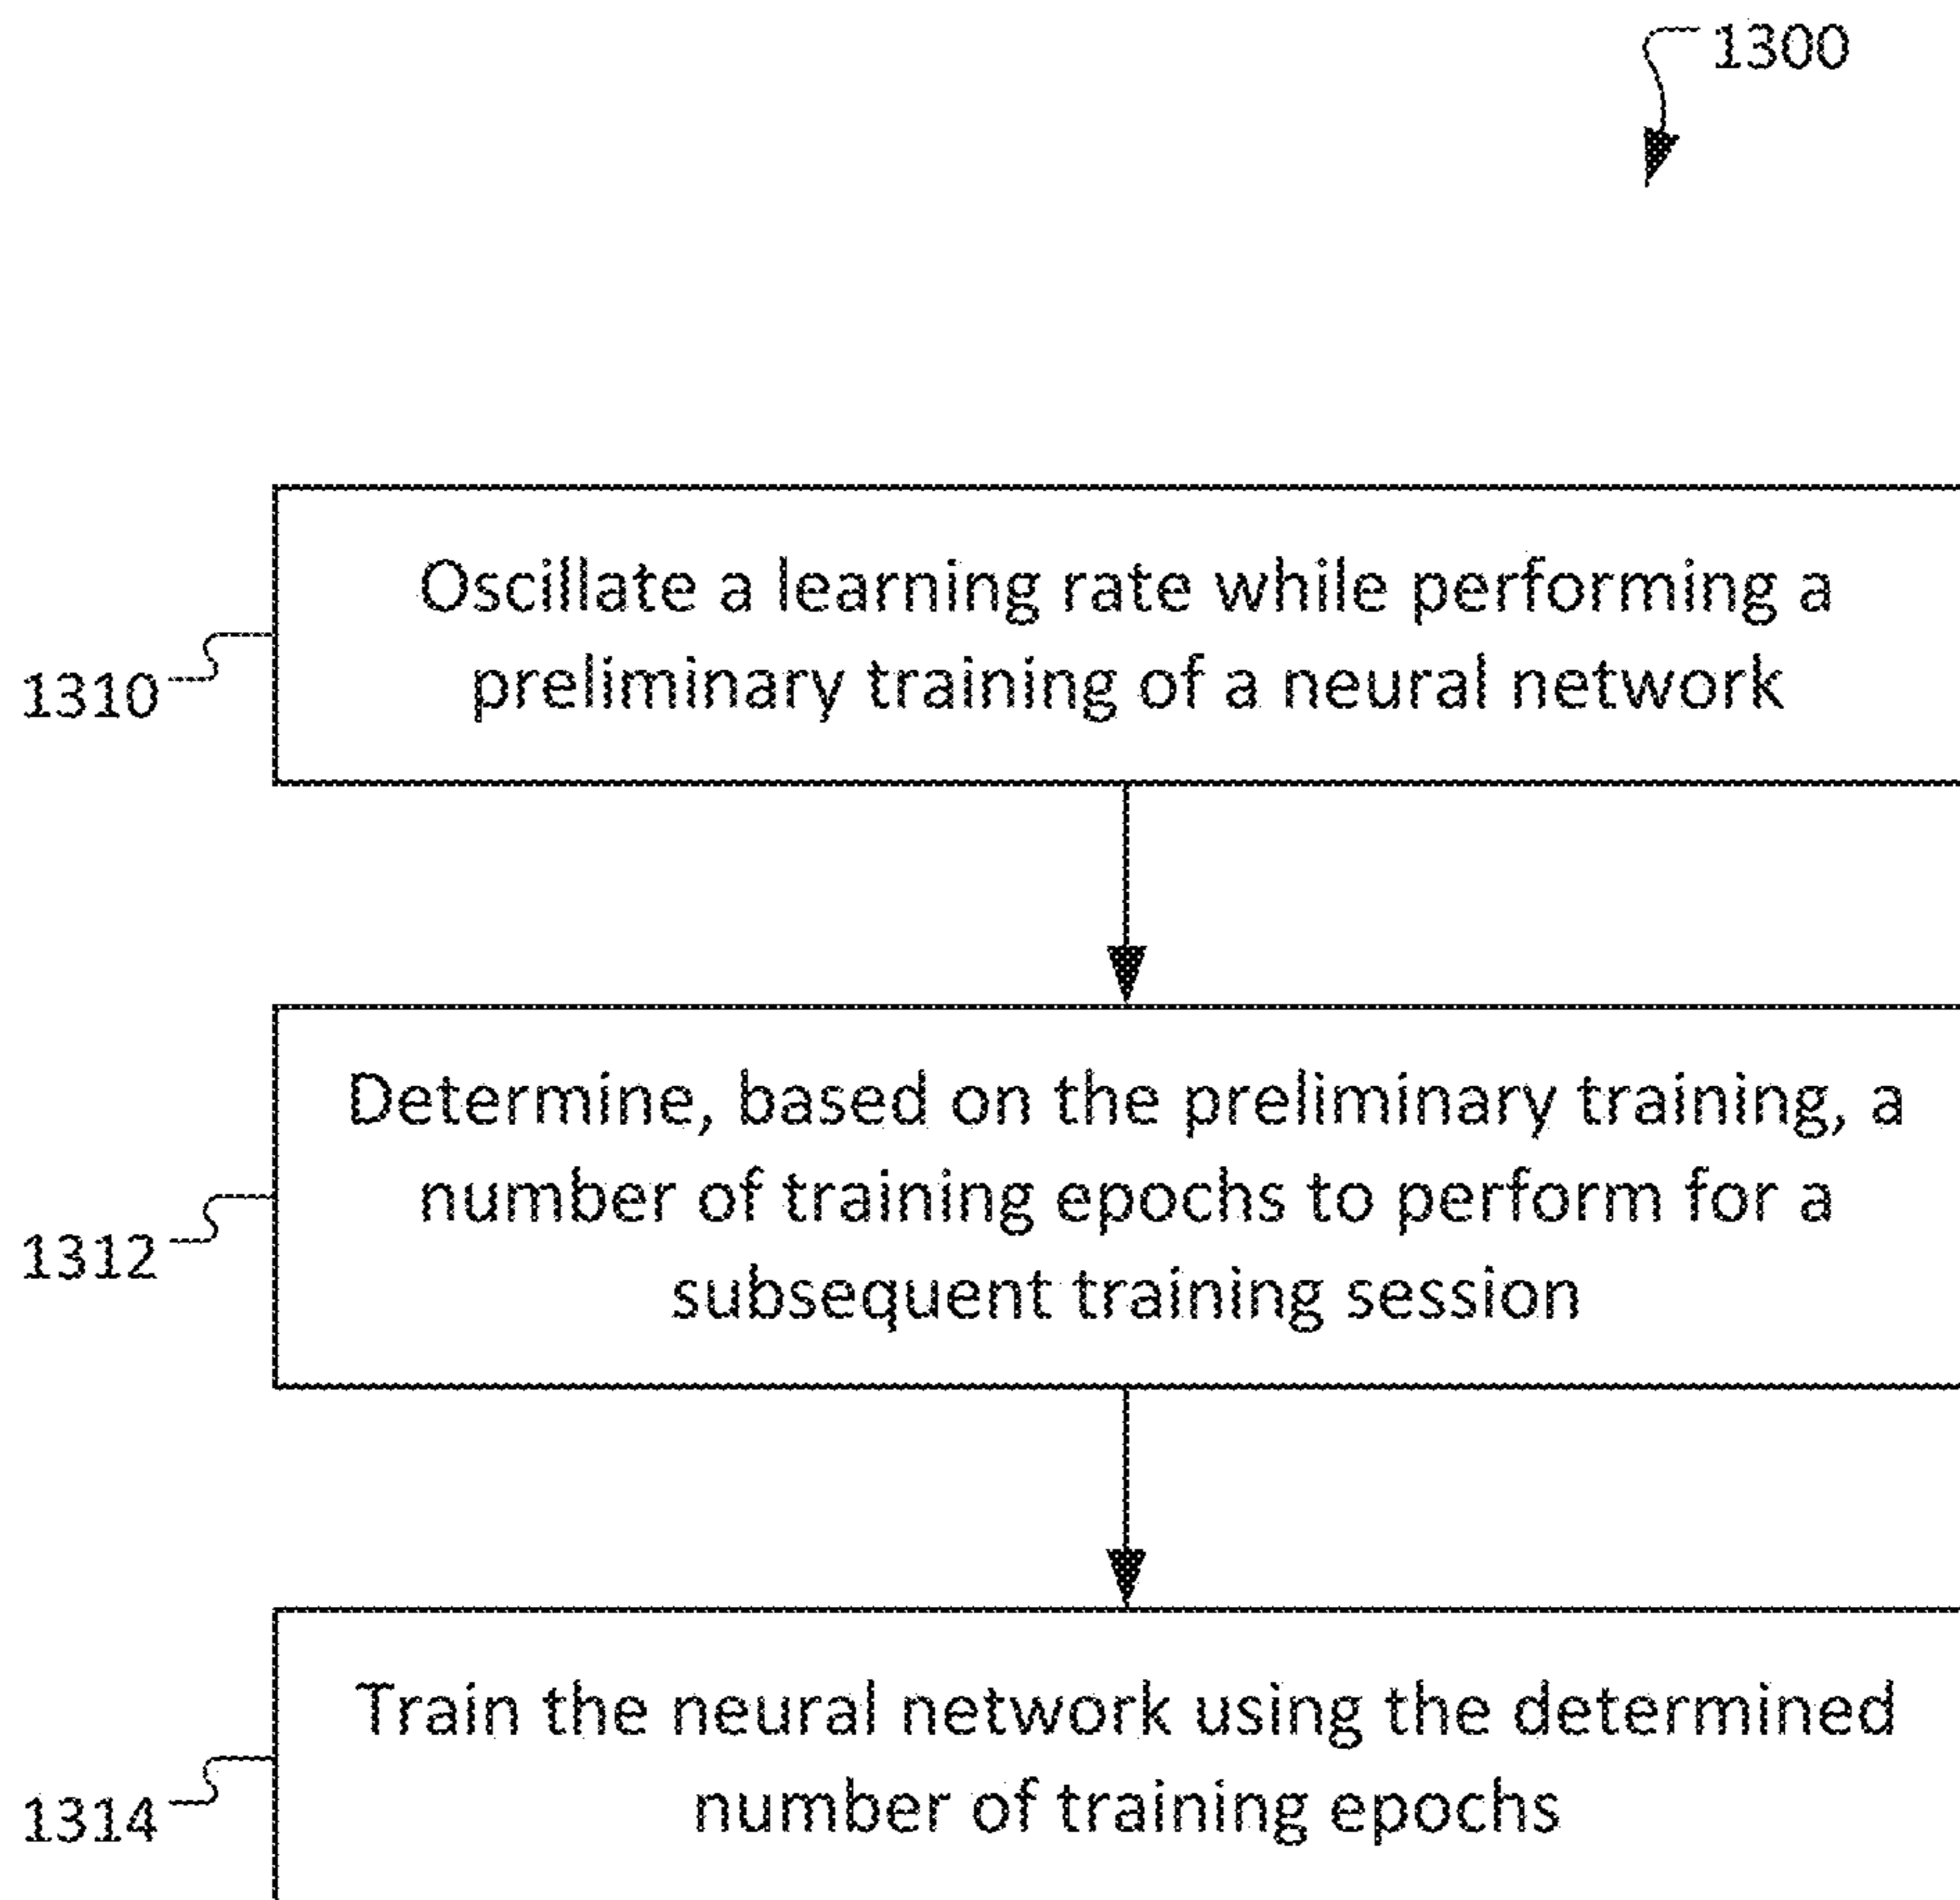 1300
Oscillate a learning rate while performing a
preliminary training of a neural network
1310
Determine, based on the preliminary training, a
number of training epochs to perform for a
subsequent training session
1312
Train the neural network using the determined
number of training epochs
1314